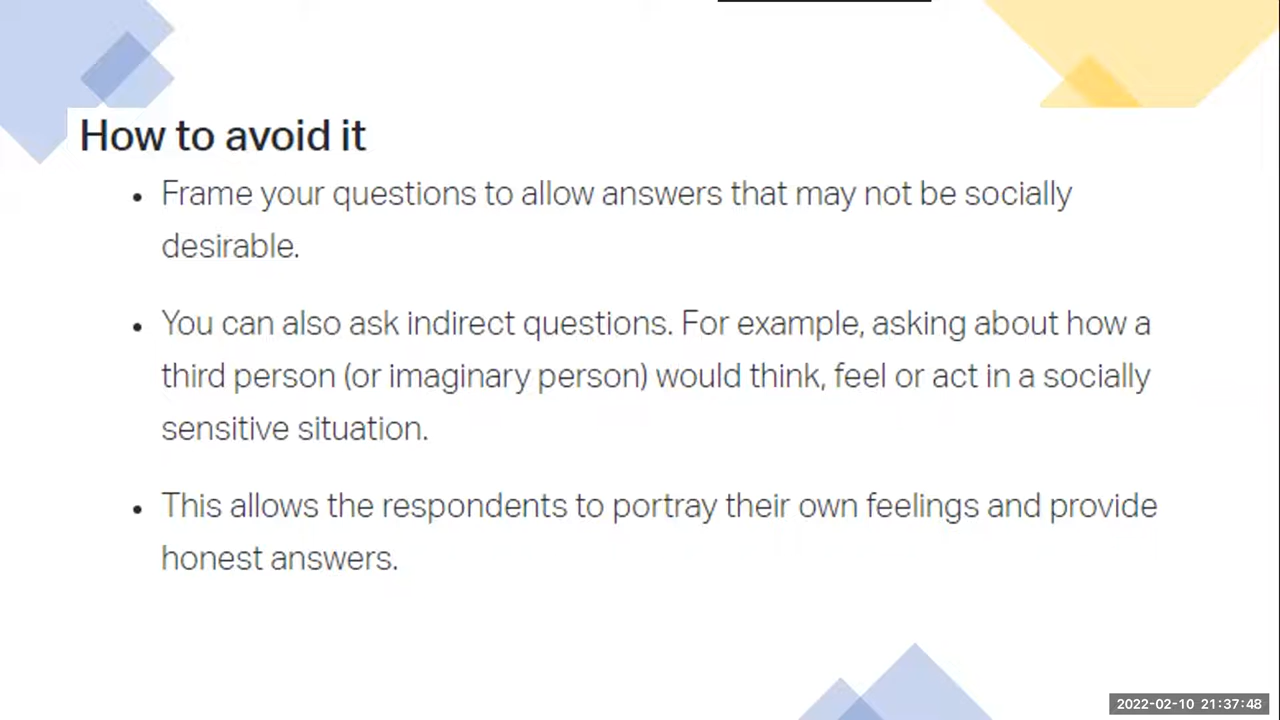 How to avoid it
• Frame your questions to allow answers that may not be socially
desirable.
• You can also ask indirect questions. For example, asking about how a
third person (or imaginary person) would think, feel or act in a socially
sensitive situation.
• This allows the respondents to portray their own feelings and provide
honest answers.
2022-02-10 21:37:48